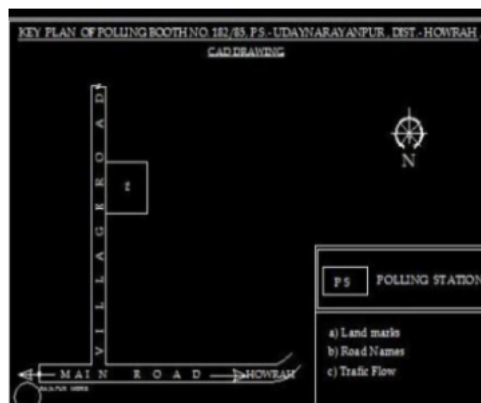 KEY PLAN OF POLLING BOOTH NO. 182/85, P.S.- UDAYNARAYANPUR, DIST.- HOWRAH
CAD DRAWING
VILLAGE ROAD
N
PS POLLING STATION
a) Land marks
b) Road Names
c) Trafic Flow
MAIN ROAD HOWRAH